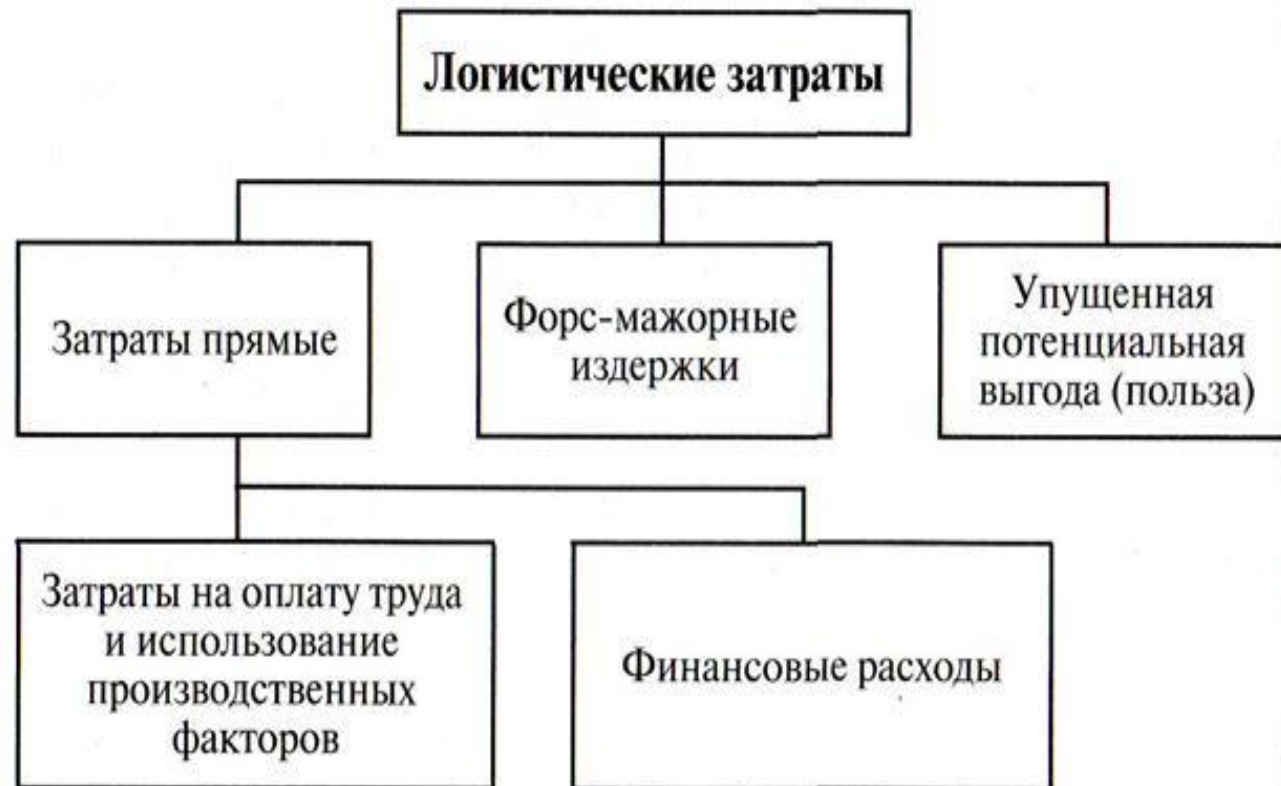 Логистические затраты
Затраты прямые
Форс-мажорные
издержки
Упущенная
потенциальная
выгода (польза)
Затраты на оплату труда
и использование
производственных
факторов
Финансовые расходы